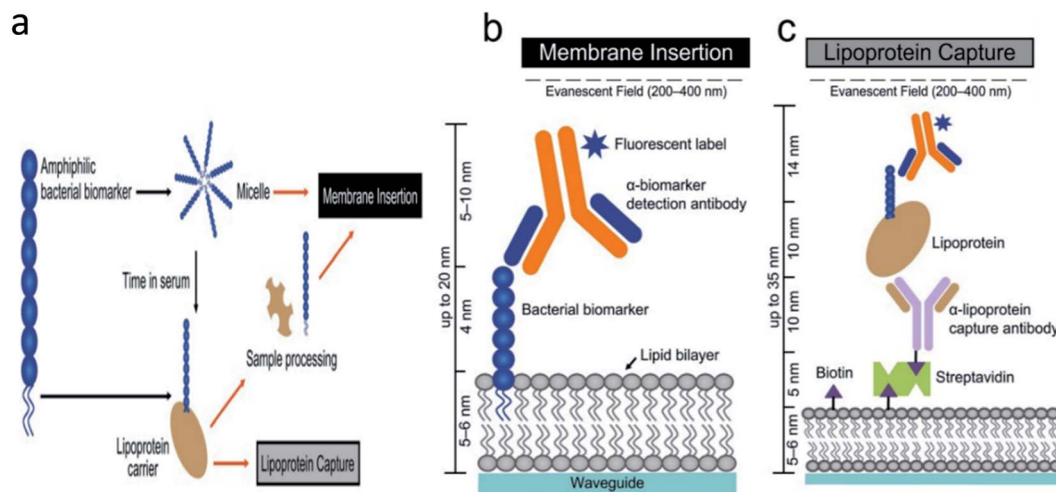 a
Amphiphilic
bacterial biomarker
Micelle
Membrane Insertion
Time in serum
Sample processing
Lipoprotein
carrier
Lipoprotein Capture
b
Membrane Insertion
Evanescent Field (200–400 nm)
Fluorescent label
α-biomarker
detection antibody
Bacterial biomarker
Lipid bilayer
Waveguide
up to 20 nm
5–10 nm
4 nm
5–6 nm
c
Lipoprotein Capture
Evanescent Field (200–400 nm)
Lipoprotein
α-lipoprotein
capture antibody
Biotin
Streptavidin
up to 35 nm
14 nm
10 nm
10 nm
5 nm
5–6 nm